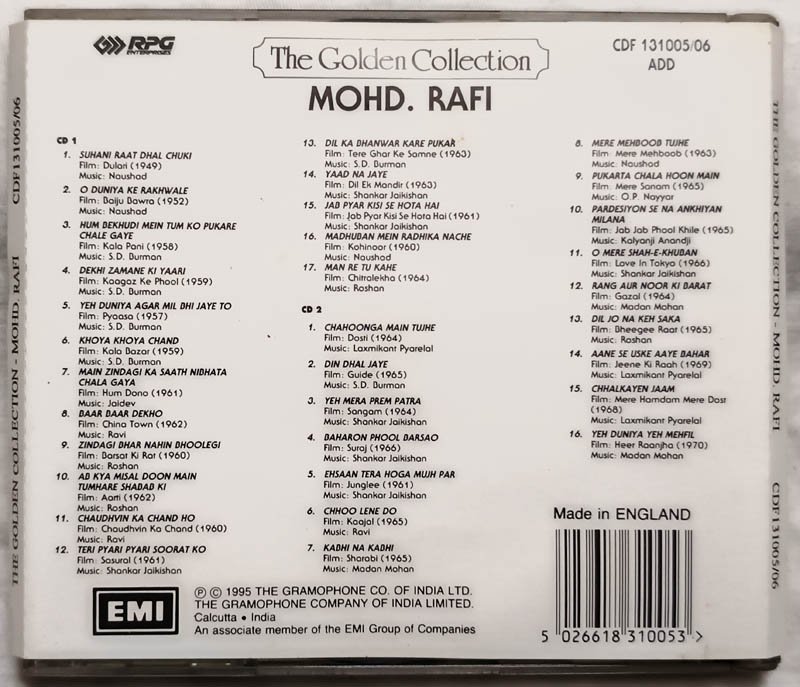 RPG
ENTERPRISES
The Golden Collection
MOHD. RAFI
CDF 131005/06
ADD
CD 1
1. SUHANI RAAT DHAL CHUKI
Film: Dulari (1949)
Music: Naushad
2. O DUNIYA KE RAKHWALE
Film: Baiju Bawra (1952)
Music: Naushad
3. HUM BEKHUDI MEIN TUM KO PUKARE
CHALE GAYE
Film: Kala Pani (1958)
Music: S.D. Burman
4. DEKHI ZAMANE KI YAARI
Film: Kaagaz Ke Phool (1959)
Music: S.D. Burman
5. YEH DUNIYA AGAR MIL BHI JAYE TO
Film: Pyaasa (1957)
Music: S.D. Burman
6. KHOYA KHOYA CHAND
Film: Kala Bazar (1959)
Music: S.D. Burman
7. MAIN ZINDAGI KA SAATH NIBHATA
CHALA GAYA
Film: Hum Dono (1961)
Music: Jaidev
8. BAAR BAAR DEKHO
Film: China Town (1962)
Music: Ravi
9. ZINDAGI BHAR NAHIN BHOOLEGI
Film: Barsat Ki Rat (1960)
Music: Roshan
10. AB KYA MISAL DOON MAIN
TUMHARE SHABAB KI
Film: Aarti (1962)
Music: Roshan
11. CHAUDHVIN KA CHAND HO
Film: Chaudhvin Ka Chand (1960)
Music: Ravi
12. TERI PYARI PYARI SOORAT KO
Film: Sasural (1961)
Music: Shankar Jaikishan
13. DIL KA BHANWAR KARE PUKAR
Film: Tere Ghar Ke Samne (1963)
Music: S.D. Burman
14. YAAD NA JAYE
Film: Dil Ek Mandir (1963)
Music: Shankar Jaikishan
15. JAB PYAR KISI SE HOTA HAI
Film: Jab Pyar Kisi Se Hota Hai (1961)
Music: Shankar Jaikishan
16. MADHUBAN MEIN RADHIKA NACHE
Film: Kohinoor (1960)
Music: Naushad
17. MAN RE TU KAHE
Film: Chitralekha (1964)
Music: Roshan
CD 2
1. CHAHOONGA MAIN TUJHE
Film: Dosti (1964)
Music: Laxmikant Pyarelal
2. DIN DHAL JAYE
Film: Guide (1965)
Music: S.D. Burman
3. YEH MERA PREM PATRA
Film: Sangam (1964)
Music: Shankar Jaikishan
4. BAHARON PHOOL BARSAO
Film: Suraj (1966)
Music: Shankar Jaikishan
5. EHSAAN TERA HOGA MUJH PAR
Film: Junglee (1961)
Music: Shankar Jaikishan
6. CHHOO LENE DO
Film: Kaajal (1965)
Music: Ravi
7. KABHI NA KABHI
Film: Sharabi (1965)
Music: Madan Mohan
8. MERE MEHBOOB TUJHE
Film: Mere Mehboob (1963)
Music: Naushad
9. PUKARTA CHALA HOON MAIN
Film: Mere Sanam (1965)
Music: O.P. Nayyar
10. PARDESIYON SE NA ANKHIYAN
MILANA
Film: Jab Jab Phool Khile (1965)
Music: Kalyanji Anandji
11. O MERE SHAH-E-KHUBAN
Film: Love In Tokyo (1966)
Music: Shankar Jaikishan
12. RANG AUR NOOR KI BARAT
Film: Gazal (1964)
Music: Madan Mohan
13. DIL JO NA KEH SAKA
Film: Bheegee Raat (1965)
Music: Roshan
14. AANE SE USKE AAYE BAHAR
Film: Jeene Ki Raah (1969)
Music: Laxmikant Pyarelal
15. CHHALKAYEN JAAM
Film: Mere Hamdam Mere Dost
(1968)
Music: Laxmikant Pyarelal
16. YEH DUNIYA YEH MEHFIL
Film: Heer Raanjha (1970)
Music: Madan Mohan
Made in ENGLAND
EMI
Ⓟ © 1995 THE GRAMOPHONE CO. OF INDIA LTD.
THE GRAMOPHONE COMPANY OF INDIA LIMITED.
Calcutta • India
An associate member of the EMI Group of Companies
5 026618 310053 >
THE GOLDEN COLLECTION - MOHD. RAFI CDF 131005/06
THE GOLDEN COLLECTION - MOHD. RAFI CDF 131005/06